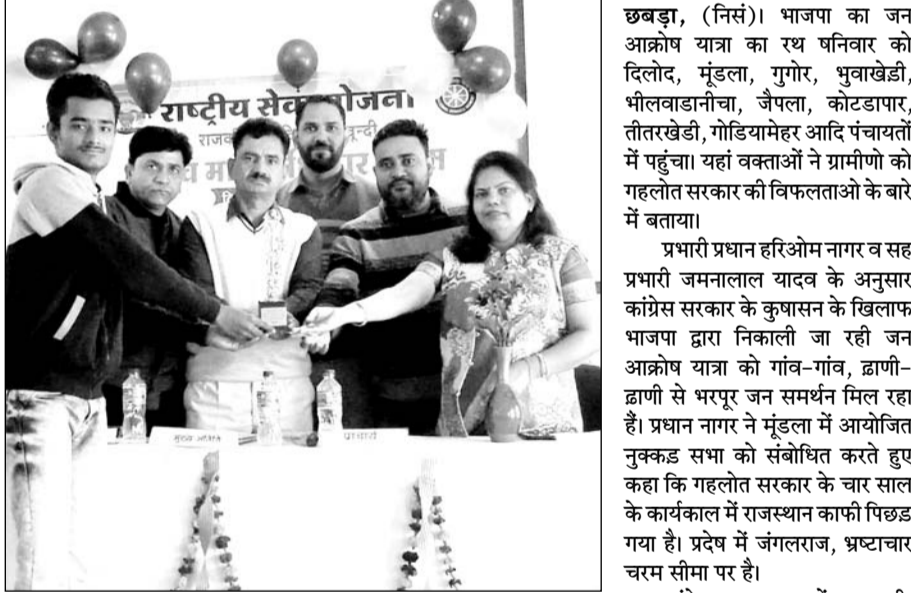 राष्ट्रीय सेवा योजना
मुख्य अतिथि
प्राचार्य
छबड़ा, (निसं)। भाजपा का जन
आक्रोष यात्रा का रथ षनिवार को
दिलोद, मूंडला, गुगोर, भुवाखेड़ी,
भीलवाडानीचा, जैपला, कोटडापार,
तीतरखेडी, गोडियामेहर आदि पंचायतों
में पहुंचा। यहां वक्ताओं ने ग्रामीणो को
गहलोत सरकार की विफलताओ के बारे
में बताया।
प्रभारी प्रधान हरिओम नागर व सह
प्रभारी जमनालाल यादव के अनुसार
कांग्रेस सरकार के कुषासन के खिलाफ
भाजपा द्वारा निकाली जा रही जन
आक्रोष यात्रा को गांव-गांव, ढ़ाणी-
ढ़ाणी से भरपूर जन समर्थन मिल रहा
हैं। प्रधान नागर ने मूंडला में आयोजित
नुक्कड़ सभा को संबोधित करते हुए
कहा कि गहलोत सरकार के चार साल
के कार्यकाल में राजस्थान काफी पिछड़
गया है। प्रदेष में जंगलराज, भ्रष्टाचार
चरम सीमा पर है।